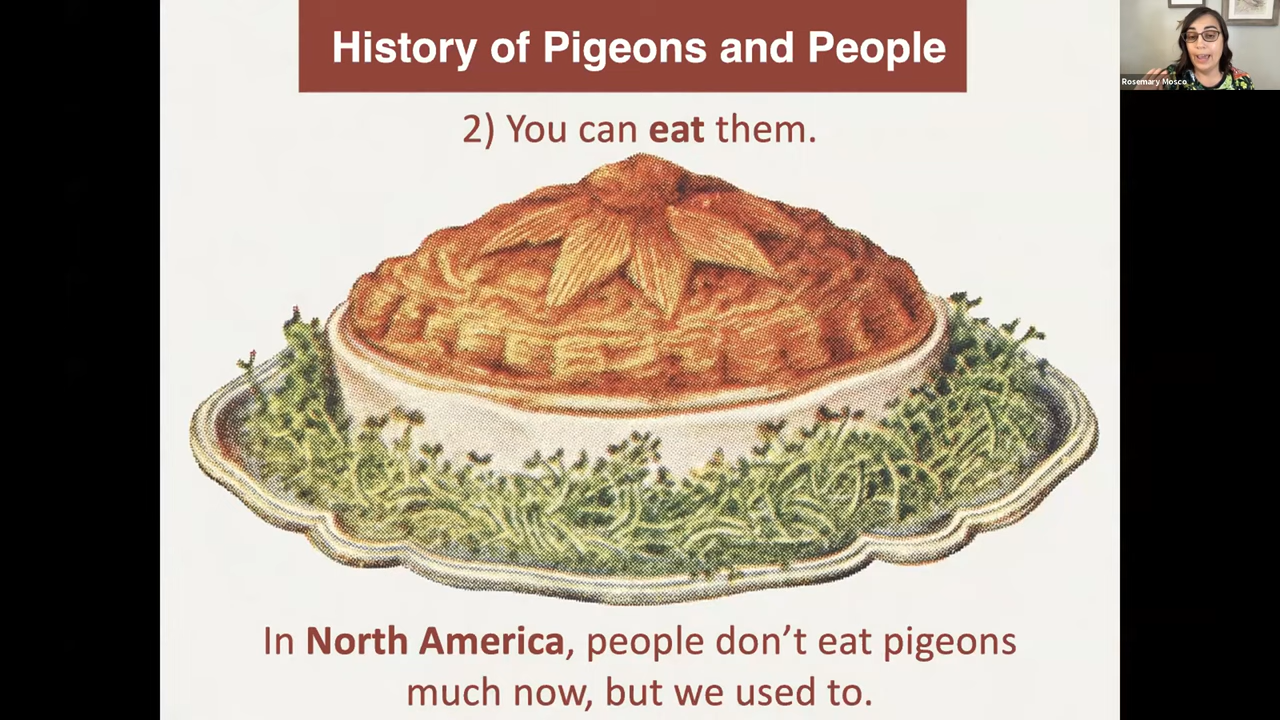 History of Pigeons and People
Rosemary Mosco
2) You can eat them.
In North America, people don’t eat pigeons
much now, but we used to.